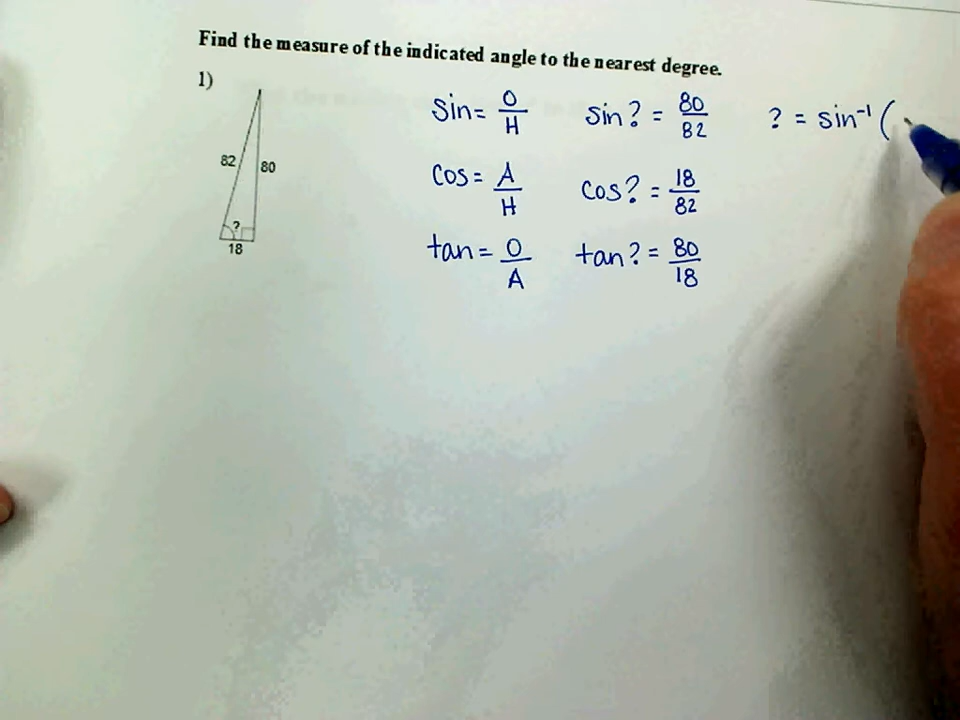 Find the measure of the indicated angle to the nearest degree.
1)
82
80
?
18
sin = O/H
sin ? = 80/82
? = sin⁻¹ (
cos = A/H
cos ? = 18/82
tan = O/A
tan ? = 80/18